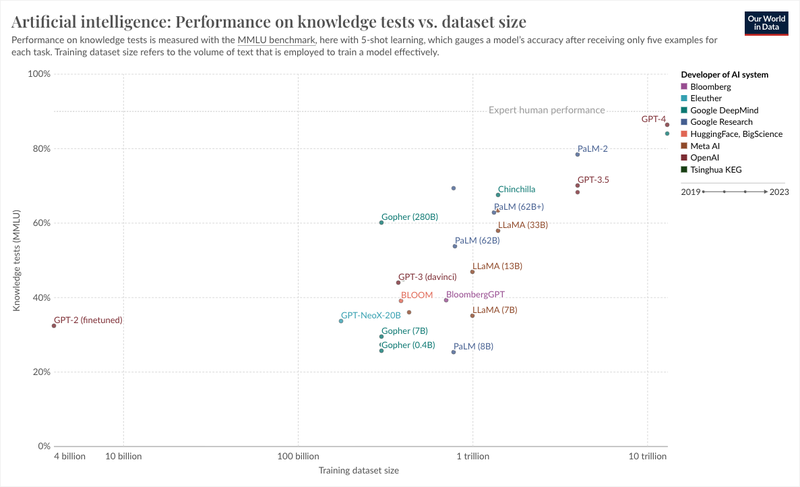 Artificial intelligence: Performance on knowledge tests vs. dataset size
Our World
in Data
Performance on knowledge tests is measured with the MMLU benchmark, here with 5-shot learning, which gauges a model's accuracy after receiving only five examples for
each task. Training dataset size refers to the volume of text that is employed to train a model effectively.
100%
80%
60%
40%
20%
0%
Knowledge tests (MMLU)
Expert human performance
GPT-4
PaLM-2
GPT-3.5
Chinchilla
PaLM (62B+)
Gopher (280B)
LLaMA (33B)
PaLM (62B)
LLaMA (13B)
GPT-3 (davinci)
BLOOM
BloombergGPT
LLaMA (7B)
GPT-NeoX-20B
GPT-2 (finetuned)
Gopher (7B)
Gopher (0.4B)
PaLM (8B)
4 billion
10 billion
100 billion
1 trillion
10 trillion
Training dataset size
Developer of AI system
Bloomberg
Eleuther
Google DeepMind
Google Research
HuggingFace, BigScience
Meta AI
OpenAI
Tsinghua KEG
2019
2023